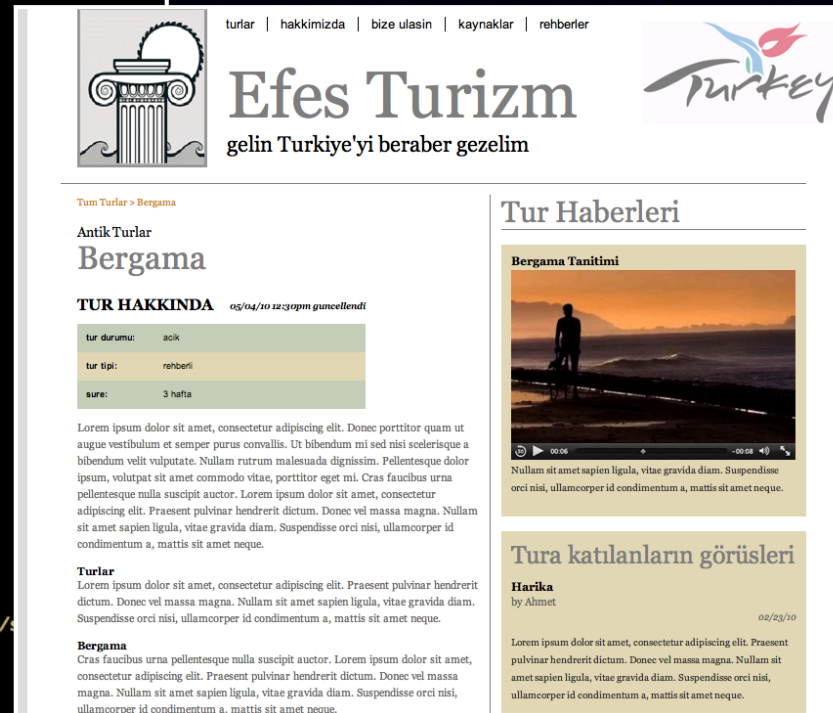 turlar | hakkimizda | bize ulasin | kaynaklar | rehberler
Turkey
Efes Turizm
gelin Turkiye'yi beraber gezelim
Tum Turlar > Bergama
Antik Turlar
Bergama
TUR HAKKINDA 05/04/10 12:30pm guncellendi
tur durumu: acik
tur tipi: rehberli
sure: 3 hafta
Lorem ipsum dolor sit amet, consectetur adipiscing elit. Donec porttitor quam ut
augue vestibulum et semper purus convallis. Ut bibendum mi sed nisi scelerisque a
bibendum velit vulputate. Nullam rutrum malesuada dignissim. Pellentesque dolor
ipsum, volutpat sit amet commodo vitae, porttitor eget mi. Cras faucibus urna
pellentesque nulla suscipit auctor. Lorem ipsum dolor sit amet, consectetur
adipiscing elit. Praesent pulvinar hendrerit dictum. Donec vel massa magna. Nullam
sit amet sapien ligula, vitae gravida diam. Suspendisse orci nisi, ullamcorper id
condimentum a, mattis sit amet neque.
Turlar
Lorem ipsum dolor sit amet, consectetur adipiscing elit. Praesent pulvinar hendrerit
dictum. Donec vel massa magna. Nullam sit amet sapien ligula, vitae gravida diam.
Suspendisse orci nisi, ullamcorper id condimentum a, mattis sit amet neque.
Bergama
Cras faucibus urna pellentesque nulla suscipit auctor. Lorem ipsum dolor sit amet,
consectetur adipiscing elit. Praesent pulvinar hendrerit dictum. Donec vel massa
magna. Nullam sit amet sapien ligula, vitae gravida diam. Suspendisse orci nisi,
ullamcorper id condimentum a, mattis sit amet neque.
Tur Haberleri
Bergama Tanitimi
30 00:06 -00:08
Nullam sit amet sapien ligula, vitae gravida diam. Suspendisse
orci nisi, ullamcorper id condimentum a, mattis sit amet neque.
Tura katılanların görüsleri
Harika
by Ahmet
02/23/10
Lorem ipsum dolor sit amet, consectetur adipiscing elit. Praesent
pulvinar hendrerit dictum. Donec vel massa magna. Nullam sit
amet sapien ligula, vitae gravida diam. Suspendisse orci nisi,
ullamcorper id condimentum a, mattis sit amet neque.